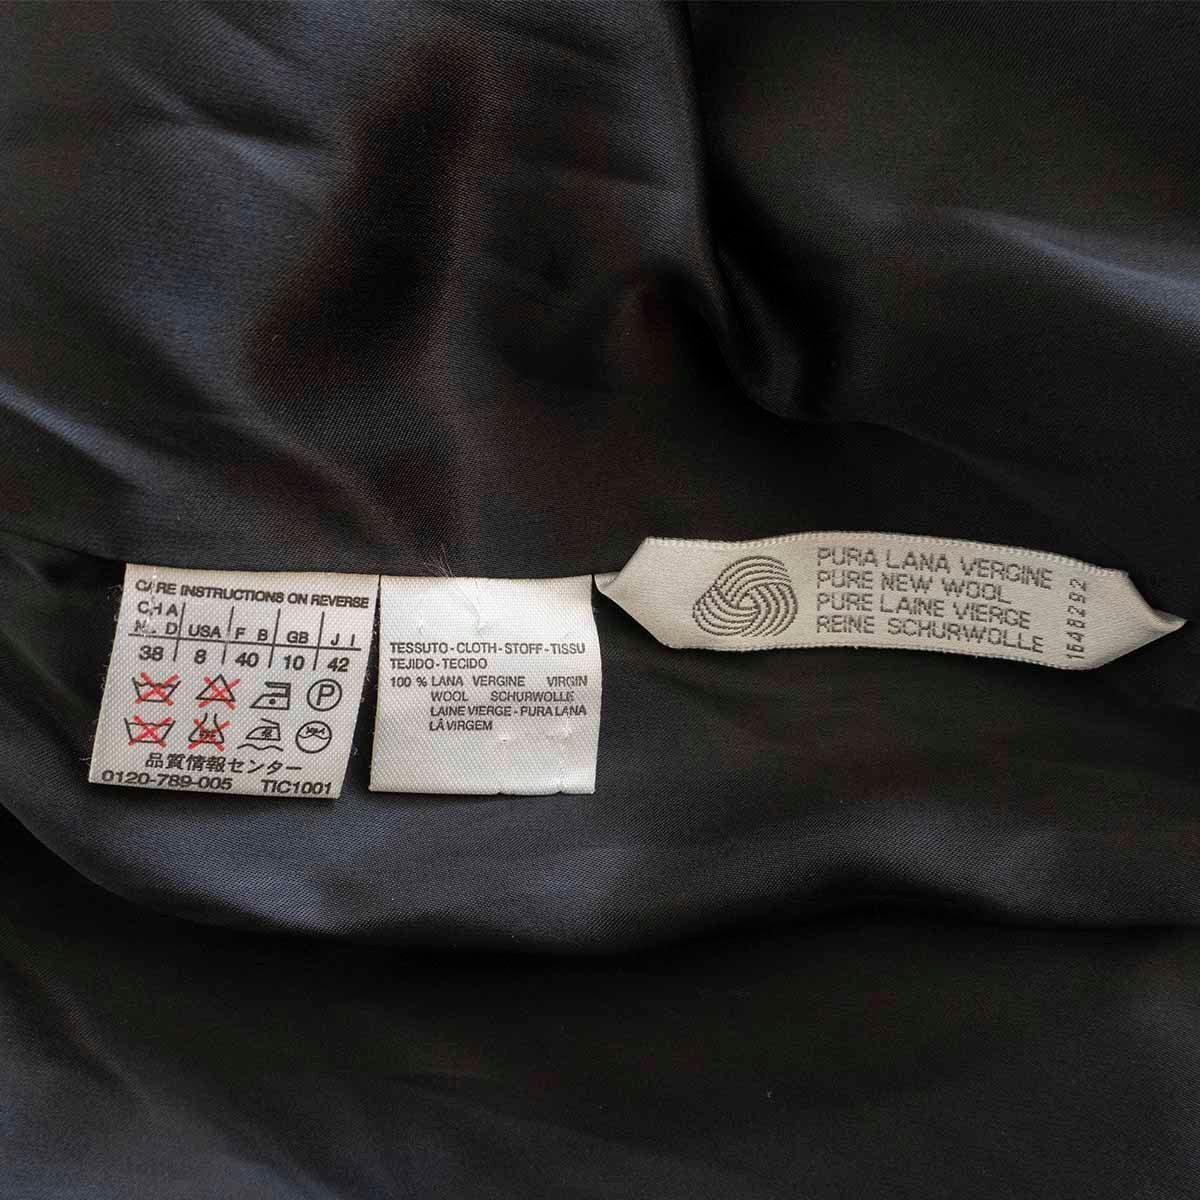 CARE INSTRUCTIONS ON REVERSE
CH A
N D USA F B GB J I
38 8 40 10 42
P
品質情報センター
0120-789-005 TIC1001
TESSUTO-CLOTH-STOFF-TISSU
TEJIDO-TECIDO
100 % LANA VERGINE VIRGIN
WOOL SCHURWOLLE
LAINE VIERGE - PURA LANA
LÂ VIRGEM
PURA LANA VERGINE
PURE NEW WOOL
PURE LAINE VIERGE
REINE SCHURWOLLE